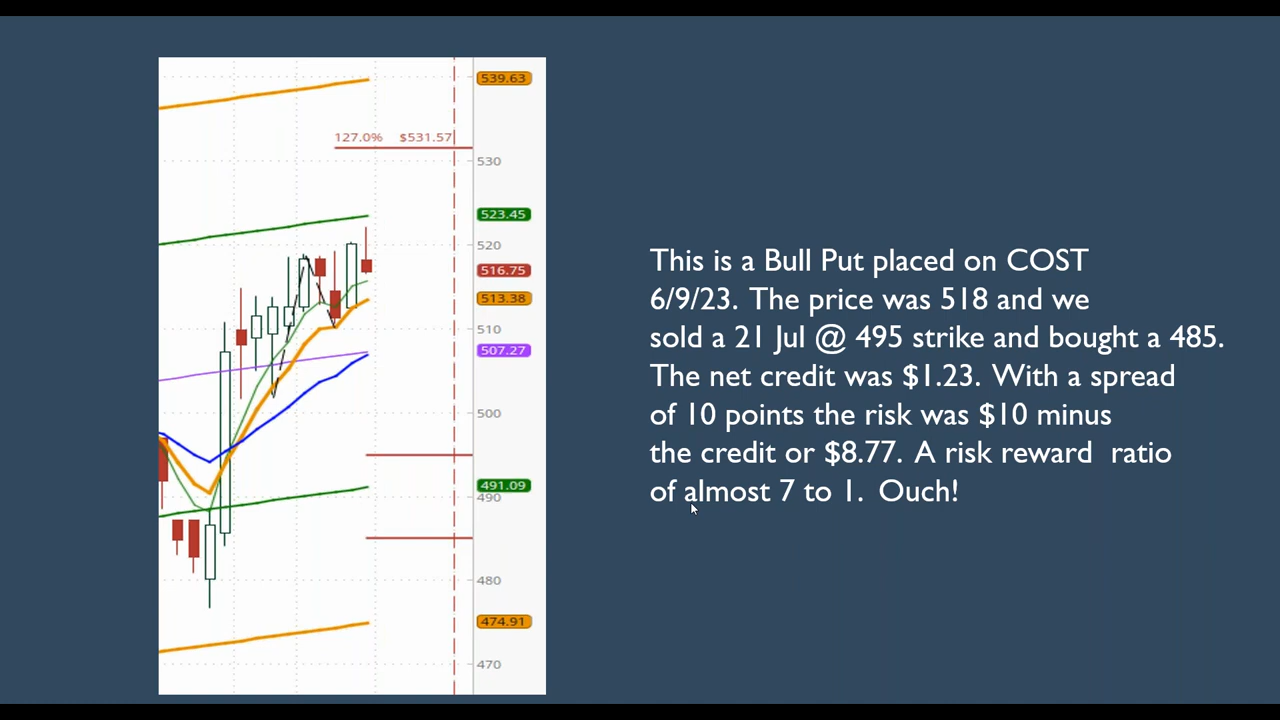 539.63
127.0% $531.57
530
523.45
520
516.75
513.38
510
507.27
500
491.09
490
480
474.91
470
This is a Bull Put placed on COST
6/9/23. The price was 518 and we
sold a 21 Jul @ 495 strike and bought a 485.
The net credit was $1.23. With a spread
of 10 points the risk was $10 minus
the credit or $8.77. A risk reward ratio
of almost 7 to 1. Ouch!